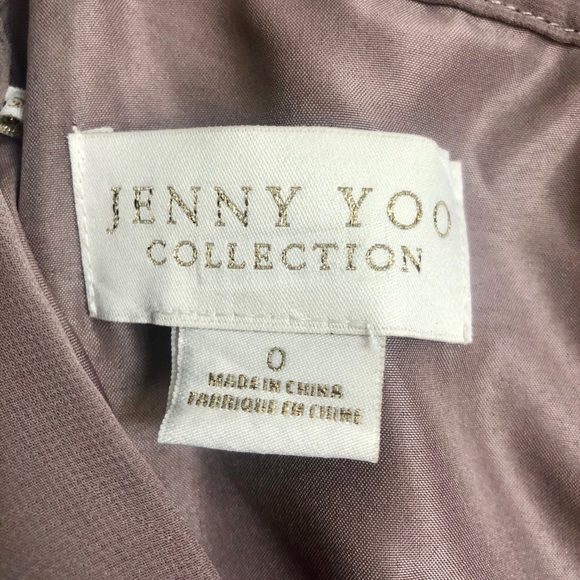 JENNY YOO
COLLECTION
0
MADE IN CHINA
FABRIQUE EN CHINE